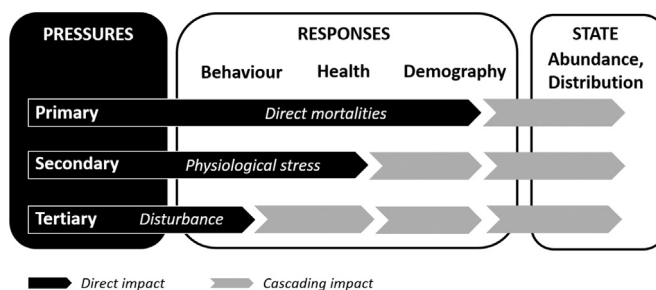 PRESSURES
RESPONSES
STATE
Behaviour Health Demography
Abundance,
Distribution
Primary Direct mortalities
Secondary Physiological stress
Tertiary Disturbance
Direct impact Cascading impact